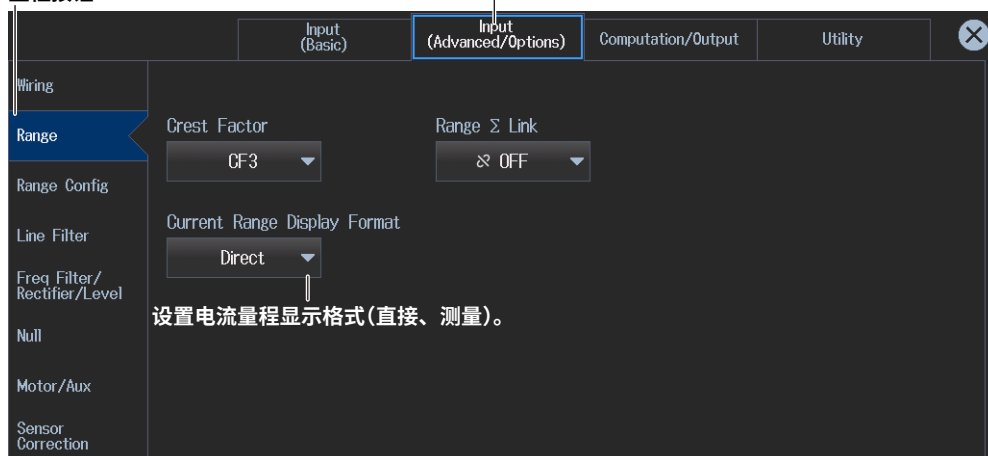 Input
(Basic)
Input
(Advanced/Options)
Computation/Output
Utility
Wiring
Range
Range Config
Line Filter
Freq Filter/
Rectifier/Level
Null
Motor/Aux
Sensor
Correction
Crest Factor
CF3
Range Σ Link
OFF
Current Range Display Format
Direct
设置电流量程显示格式(直接、测量)。